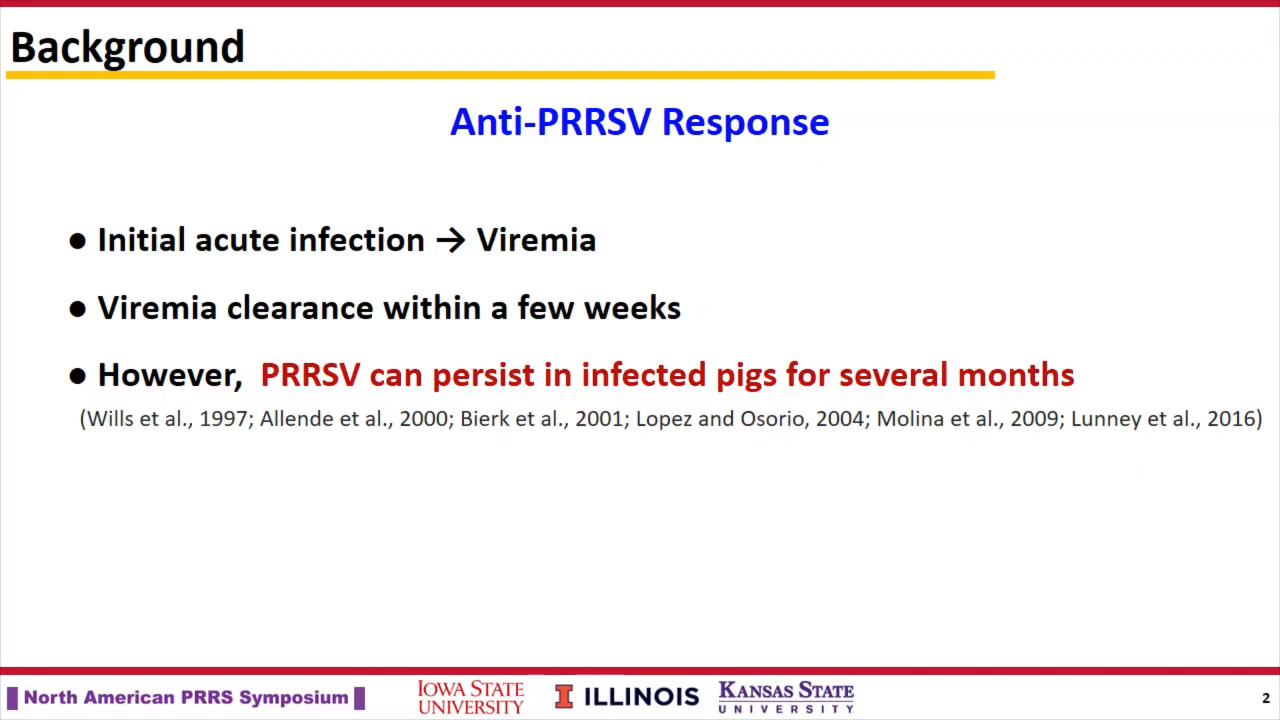 Background
Anti-PRRSV Response
● Initial acute infection → Viremia
● Viremia clearance within a few weeks
● However, PRRSV can persist in infected pigs for several months
(Wills et al., 1997; Allende et al., 2000; Bierk et al., 2001; Lopez and Osorio, 2004; Molina et al., 2009; Lunney et al., 2016)
North American PRRS Symposium
IOWA STATE
UNIVERSITY
I ILLINOIS
KANSAS STATE
UNIVERSITY
2